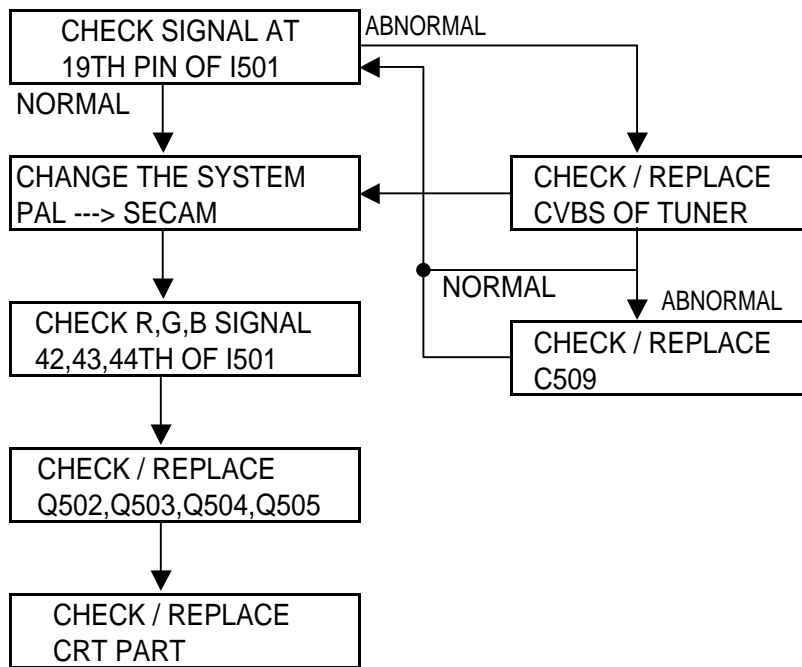 CHECK SIGNAL AT
19TH PIN OF I501
ABNORMAL
NORMAL
CHANGE THE SYSTEM
PAL ---> SECAM
CHECK / REPLACE
CVBS OF TUNER
NORMAL
ABNORMAL
CHECK R,G,B SIGNAL
42,43,44TH OF I501
CHECK / REPLACE
C509
CHECK / REPLACE
Q502,Q503,Q504,Q505
CHECK / REPLACE
CRT PART